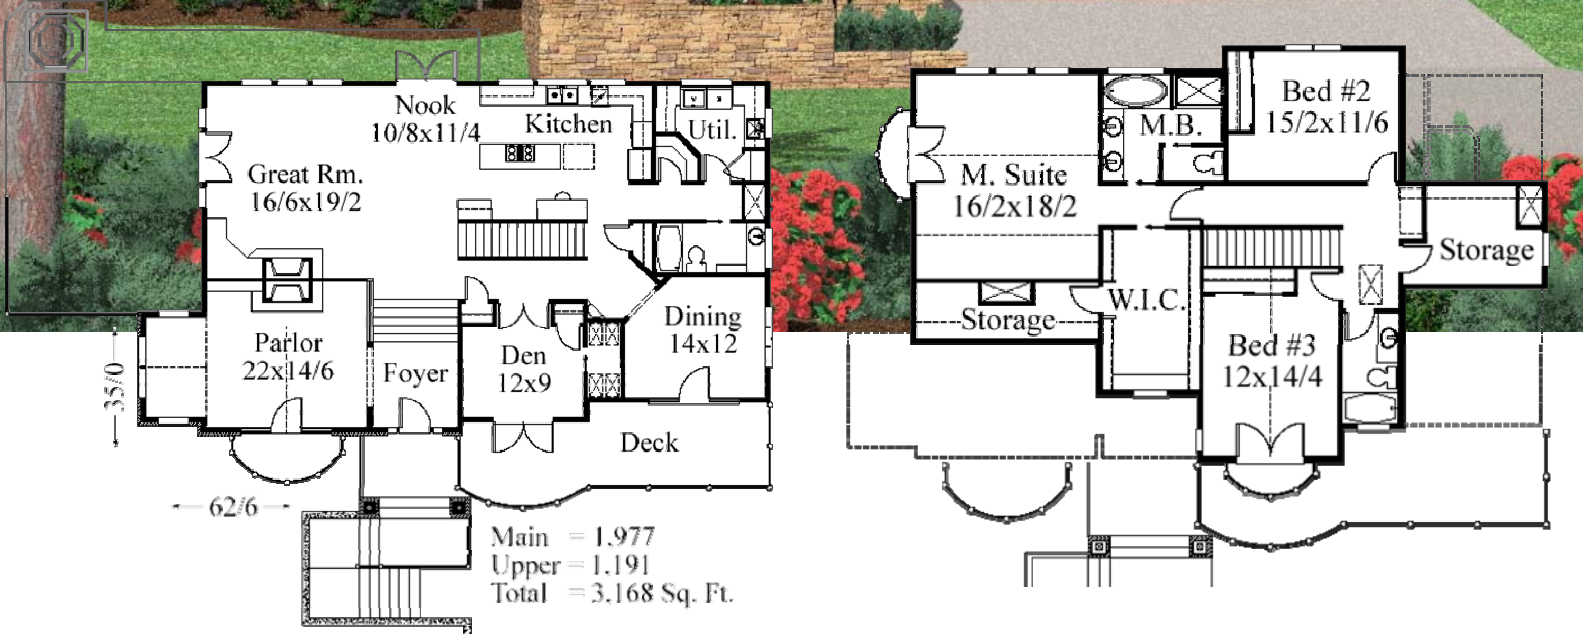 Nook
10/8x11/4
Kitchen
Util.
Great Rm.
16/6x19/2
Parlor
22x14/6
Foyer
Den
12x9
Dining
14x12
Deck
35/0
62/6
Main = 1,977
Upper = 1,191
Total = 3,168 Sq. Ft.
Bed #2
15/2x11/6
M.B.
M. Suite
16/2x18/2
Storage
W.I.C.
Storage
Bed #3
12x14/4